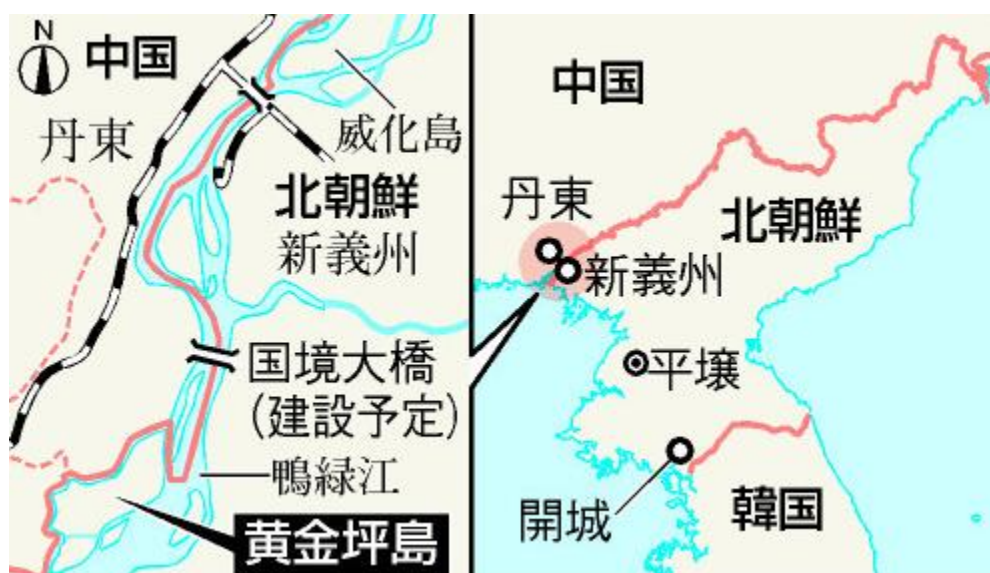 N
中国
丹東
威化島
北朝鮮
新義州
国境大橋
(建設予定)
鴨緑江
黄金坪島
中国
丹東
北朝鮮
新義州
平壌
開城
韓国